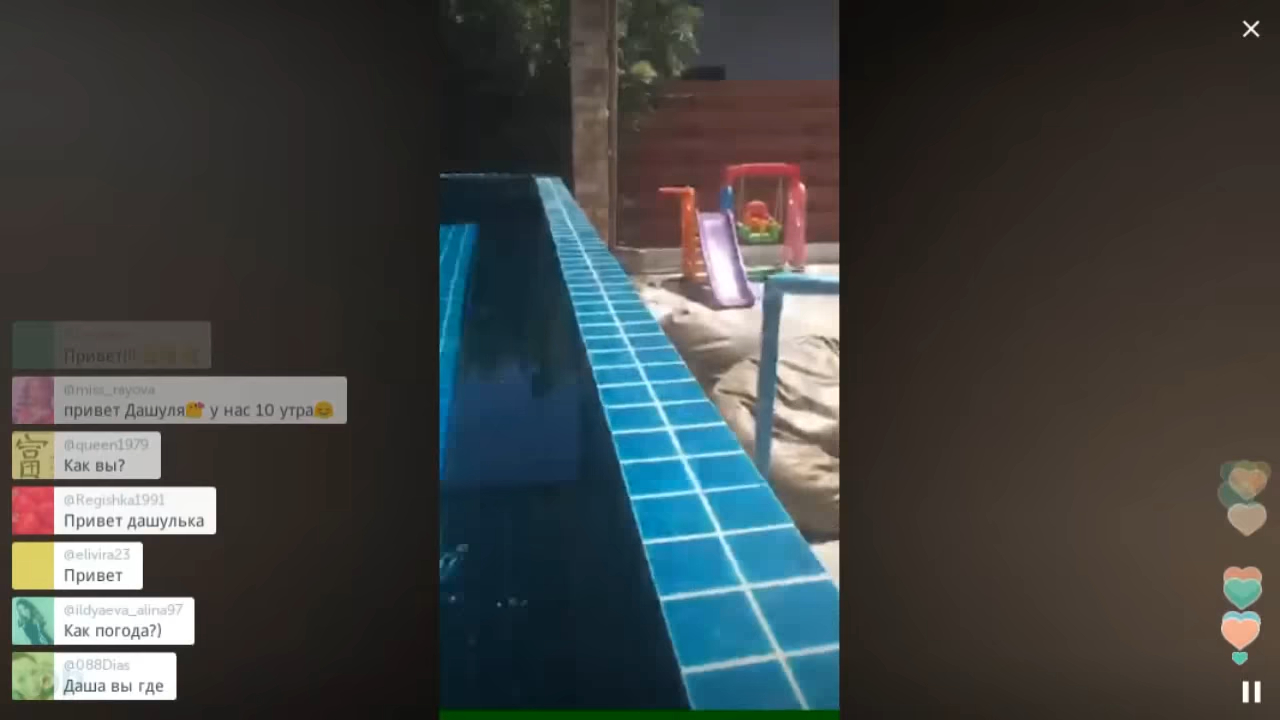 Привет!!!
@miss_rayova
привет Дашуля🥰 у нас 10 утра😊
@queen1979
Как вы?
@Regishka1991
Привет дашулька
@elivira23
Привет
@ildyaeva_alina97
Как погода?)
@088Dias
Даша вы где